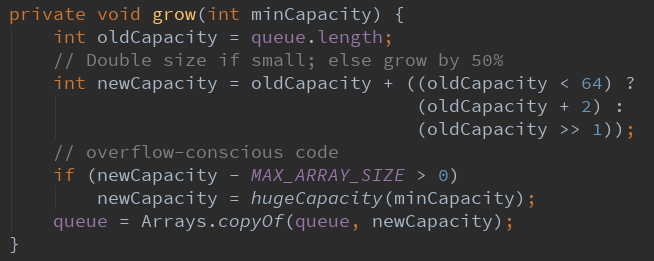 private void grow(int minCapacity) {
    int oldCapacity = queue.length;
    // Double size if small; else grow by 50%
    int newCapacity = oldCapacity + ((oldCapacity < 64) ?
                                     (oldCapacity + 2) :
                                     (oldCapacity >> 1));
    // overflow-conscious code
    if (newCapacity - MAX_ARRAY_SIZE > 0)
        newCapacity = hugeCapacity(minCapacity);
    queue = Arrays.copyOf(queue, newCapacity);
}